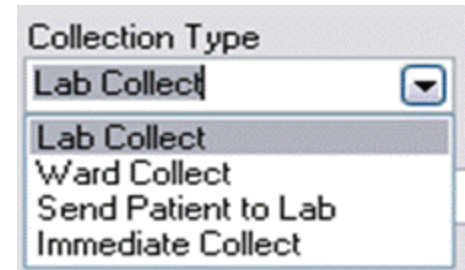 Collection Type
Lab Collect
Lab Collect
Ward Collect
Send Patient to Lab
Immediate Collect